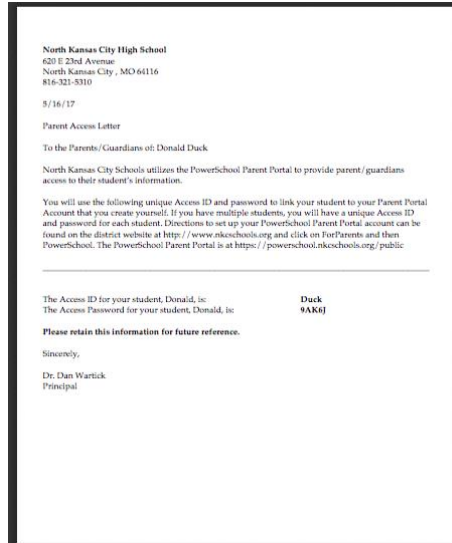 North Kansas City High School
620 E 23rd Avenue
North Kansas City , MO 64116
816-321-5310
5/16/17
Parent Access Letter
To the Parents/Guardians of: Donald Duck
North Kansas City Schools utilizes the PowerSchool Parent Portal to provide parent/guardians
access to their student's information.
You will use the following unique Access ID and password to link your student to your Parent Portal
Account that you create yourself. If you have multiple students, you will have a unique Access ID
and password for each student. Directions to set up your PowerSchool Parent Portal account can be
found on the district website at http://www.nkcschools.org and click on ForParents and then
PowerSchool. The PowerSchool Parent Portal is at https://powerschool.nkcschools.org/public
The Access ID for your student, Donald, is: Duck
The Access Password for your student, Donald, is: 9AK6J
Please retain this information for future reference.
Sincerely,
Dr. Dan Wartick
Principal